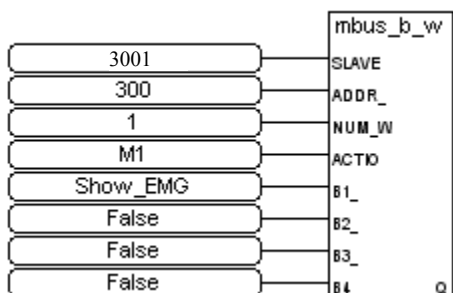 mbus_b_w
3001 SLAVE
300 ADDR_
1 NUM_W
M1 ACTIO
Show_EMG B1_
False B2_
False B3_
False B4 Q